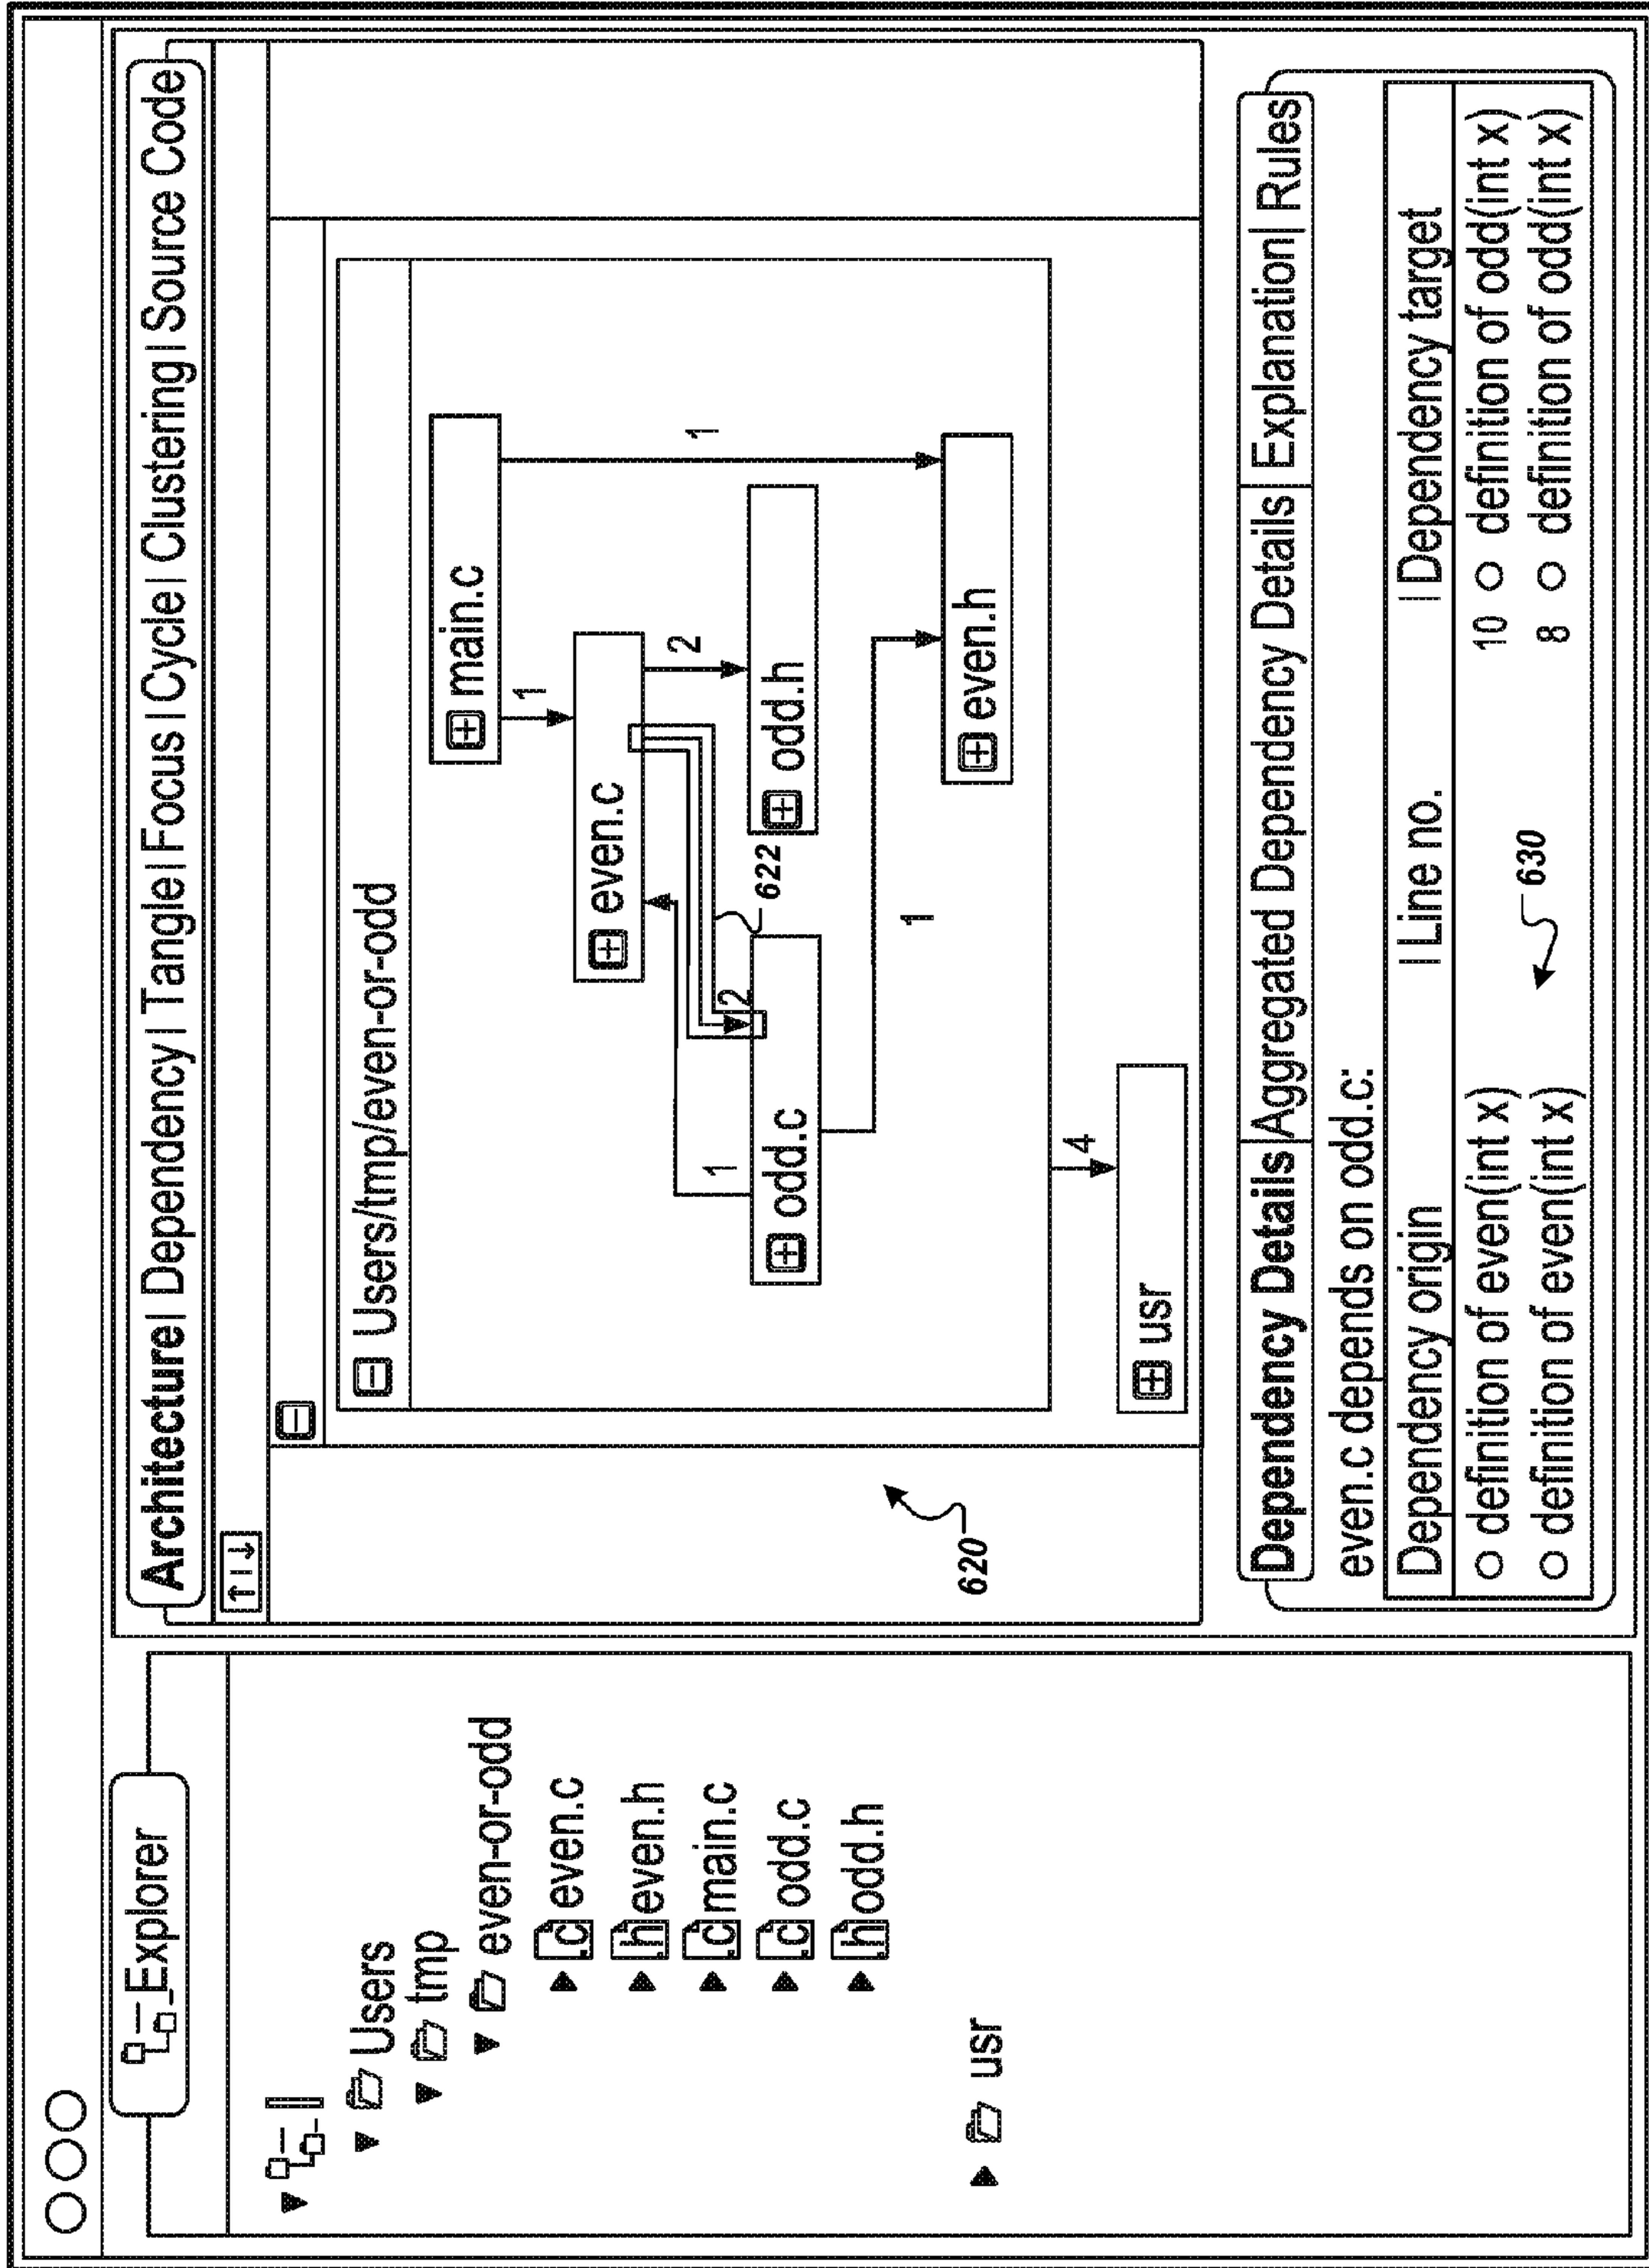 Explorer
Users
tmp
even-or-odd
.c even.c
.h even.h
.c main.c
.c odd.c
.h odd.h
usr
Architecture| Dependency| Tangle| Focus | Cycle| Clustering | Source Code
Users/tmp/even-or-odd
main.c
1
even.c
2
1
622
odd.h
2
1
odd.c
1
even.h
4
usr
620
Dependency Details Aggregated Dependency Details Explanation| Rules
even.c depends on odd.c:
Dependency origin | Line no. | Dependency target
definition of even(int x) 10 definition of odd(int x)
definition of even(int x) 8 definition of odd(int x)
630